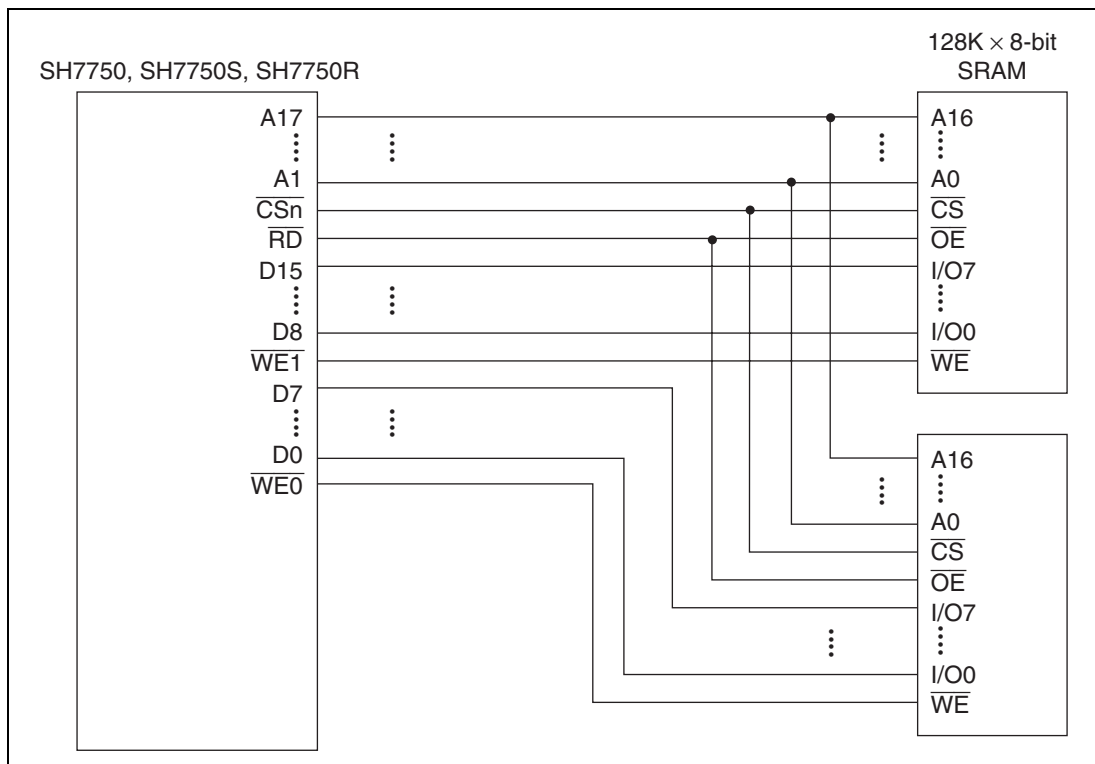 128K × 8-bit
SRAM
SH7750, SH7750S, SH7750R
A17
A1
CSn
RD
D15
D8
WE1
D7
D0
WE0
A16
A0
CS
OE
I/O7
I/O0
WE
A16
A0
CS
OE
I/O7
I/O0
WE